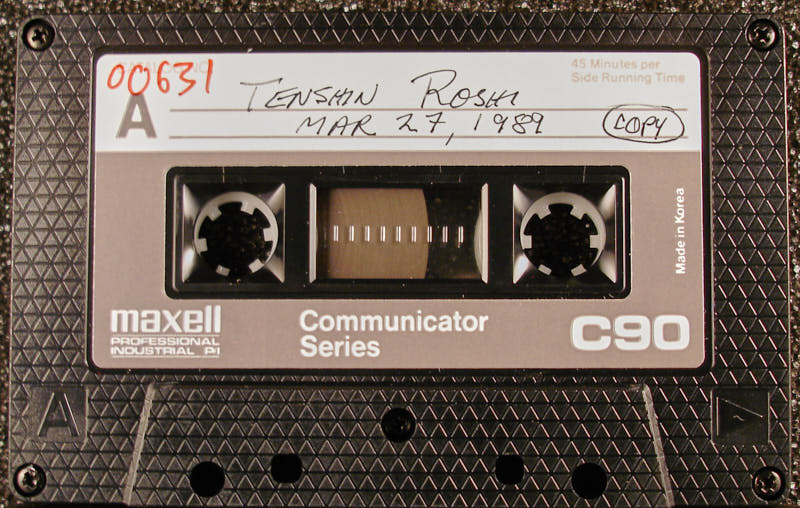 00631
45 Minutes per
Side Running Time
A
TENSHIN ROSHI
MAR 27, 1989
COPY
Made in Korea
maxell
PROFESSIONAL
INDUSTRIAL P/I
Communicator
Series
C90
A